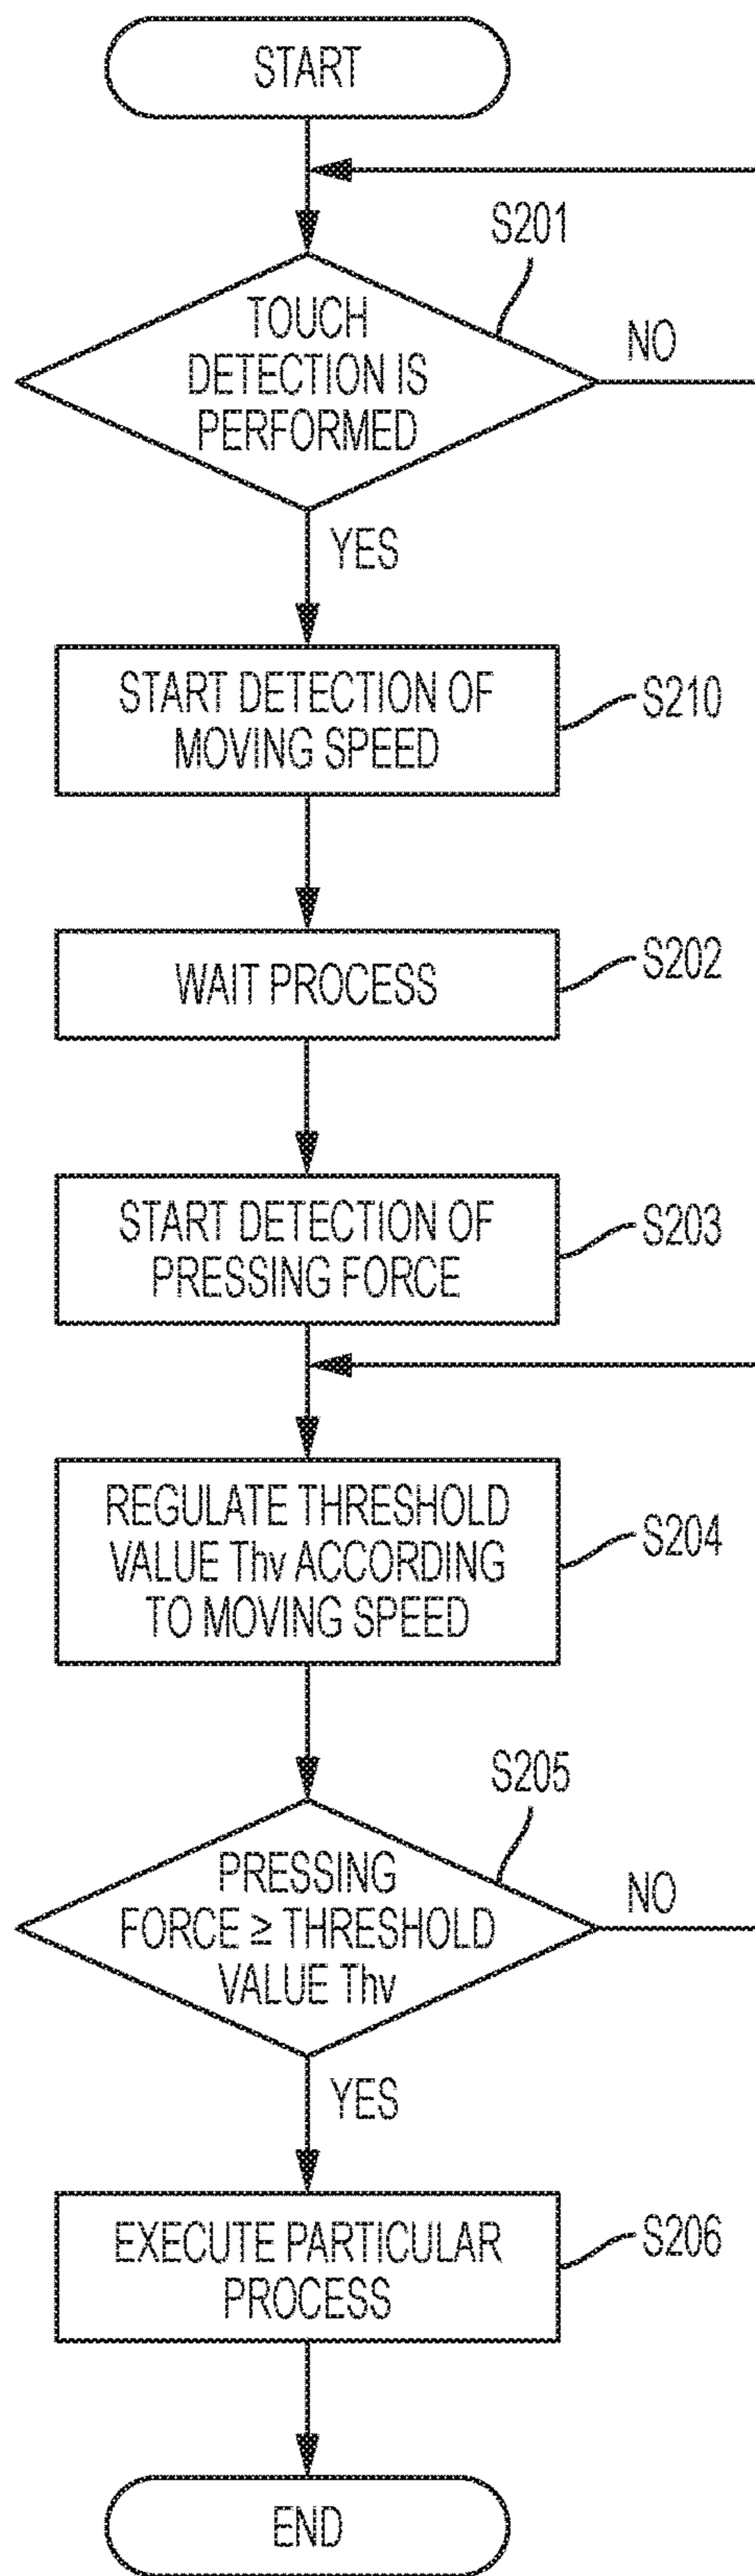 START
S201
TOUCH
DETECTION IS
PERFORMED
NO
YES
START DETECTION OF
MOVING SPEED
S210
WAIT PROCESS
S202
START DETECTION OF
PRESSING FORCE
S203
REGULATE THRESHOLD
VALUE Thv ACCORDING
TO MOVING SPEED
S204
S205
PRESSING
FORCE ≥ THRESHOLD
VALUE Thv
NO
YES
EXECUTE PARTICULAR
PROCESS
S206
END